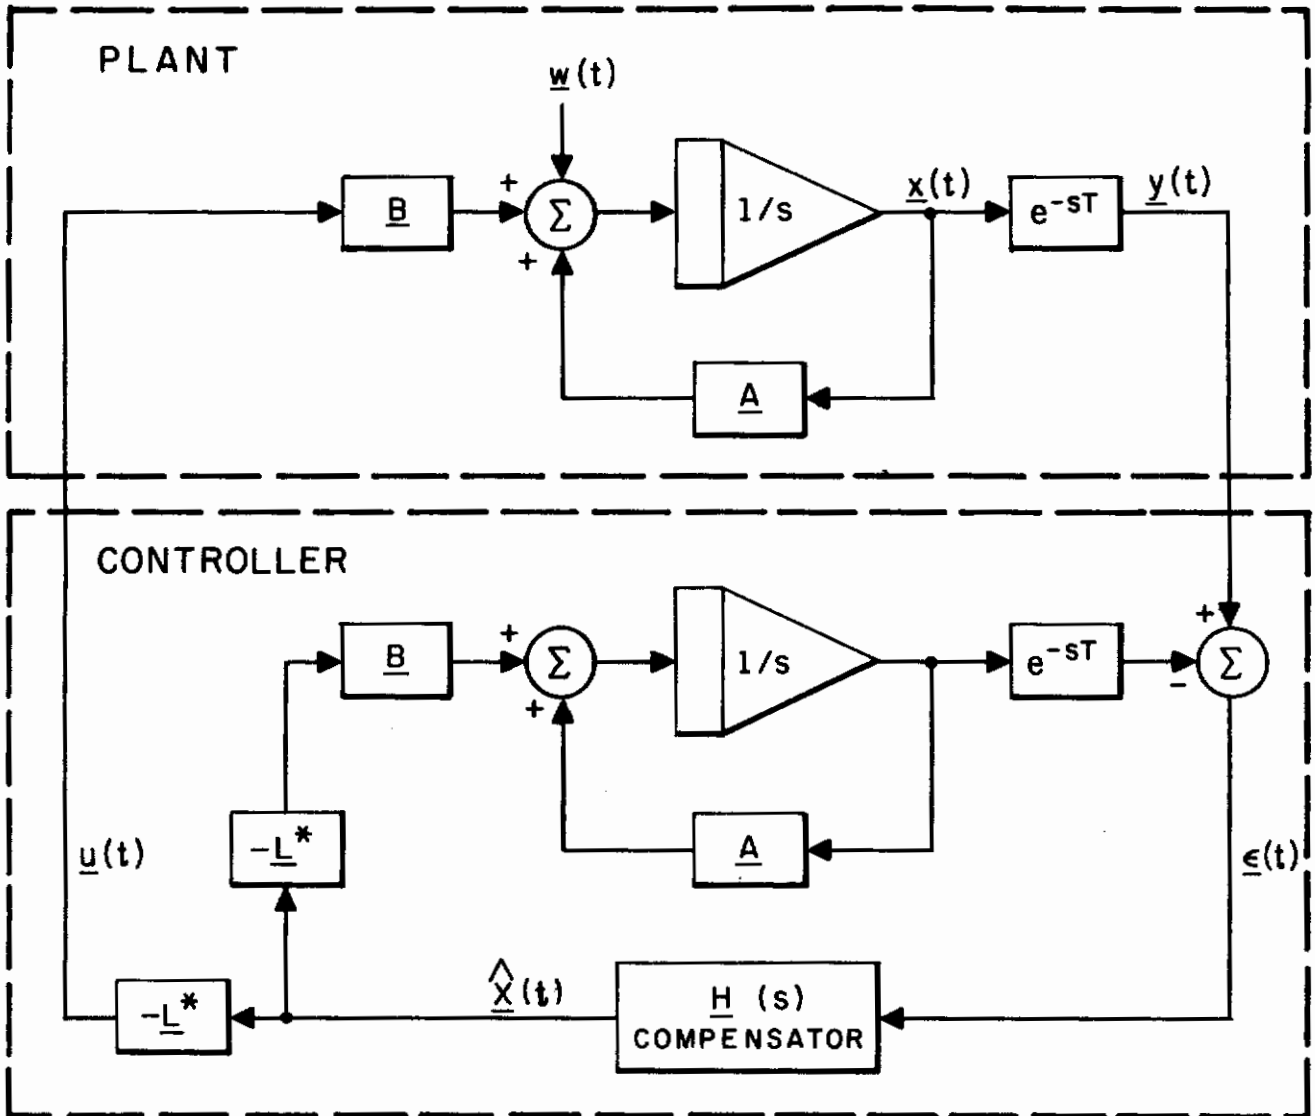 PLANT
w(t)
B
+
Σ
+
1/s
x(t)
e^-sT
y(t)
A
CONTROLLER
B
+
Σ
+
1/s
e^-sT
+
-
Σ
-L*
A
u(t)
ϵ(t)
-L*
x̂(t)
H (s)
COMPENSATOR